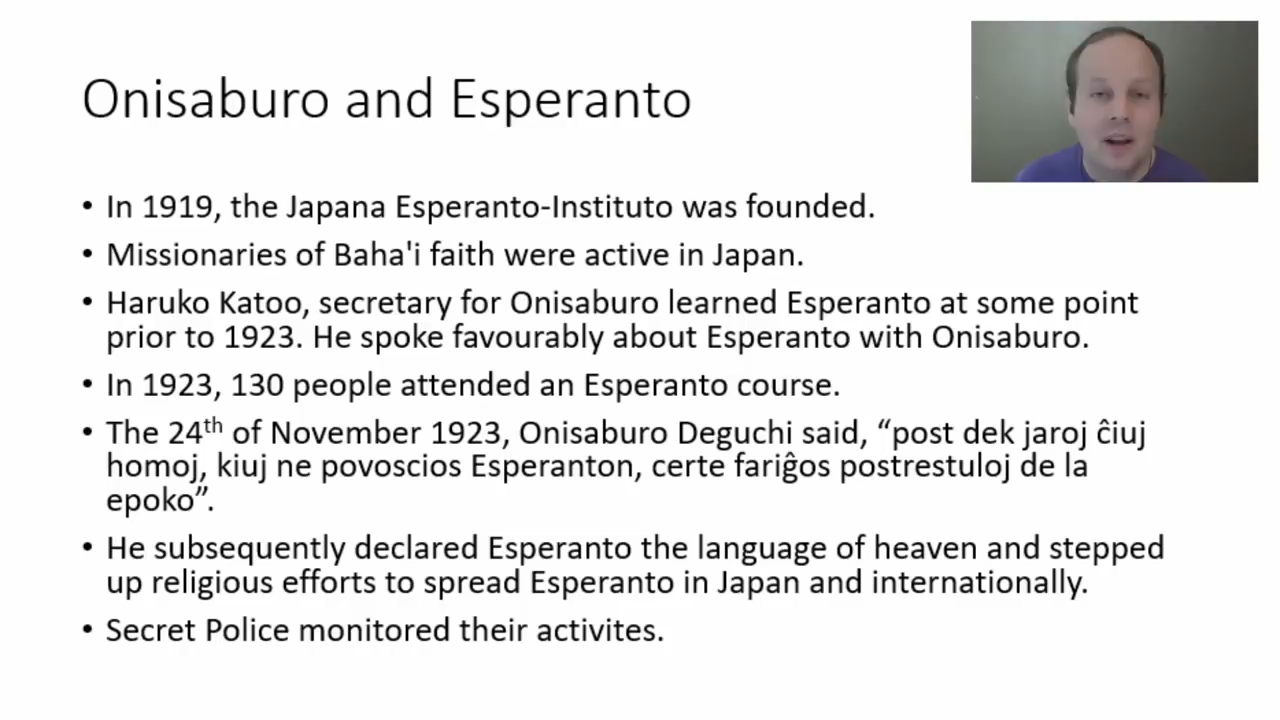 Onisaburo and Esperanto
• In 1919, the Japana Esperanto-Instituto was founded.
• Missionaries of Baha'i faith were active in Japan.
• Haruko Katoo, secretary for Onisaburo learned Esperanto at some point
prior to 1923. He spoke favourably about Esperanto with Onisaburo.
• In 1923, 130 people attended an Esperanto course.
• The 24th of November 1923, Onisaburo Deguchi said, “post dek jaroj ĉiuj
homoj, kiuj ne povoscios Esperanton, certe fariĝos postrestuloj de la
epoko”.
• He subsequently declared Esperanto the language of heaven and stepped
up religious efforts to spread Esperanto in Japan and internationally.
• Secret Police monitored their activites.